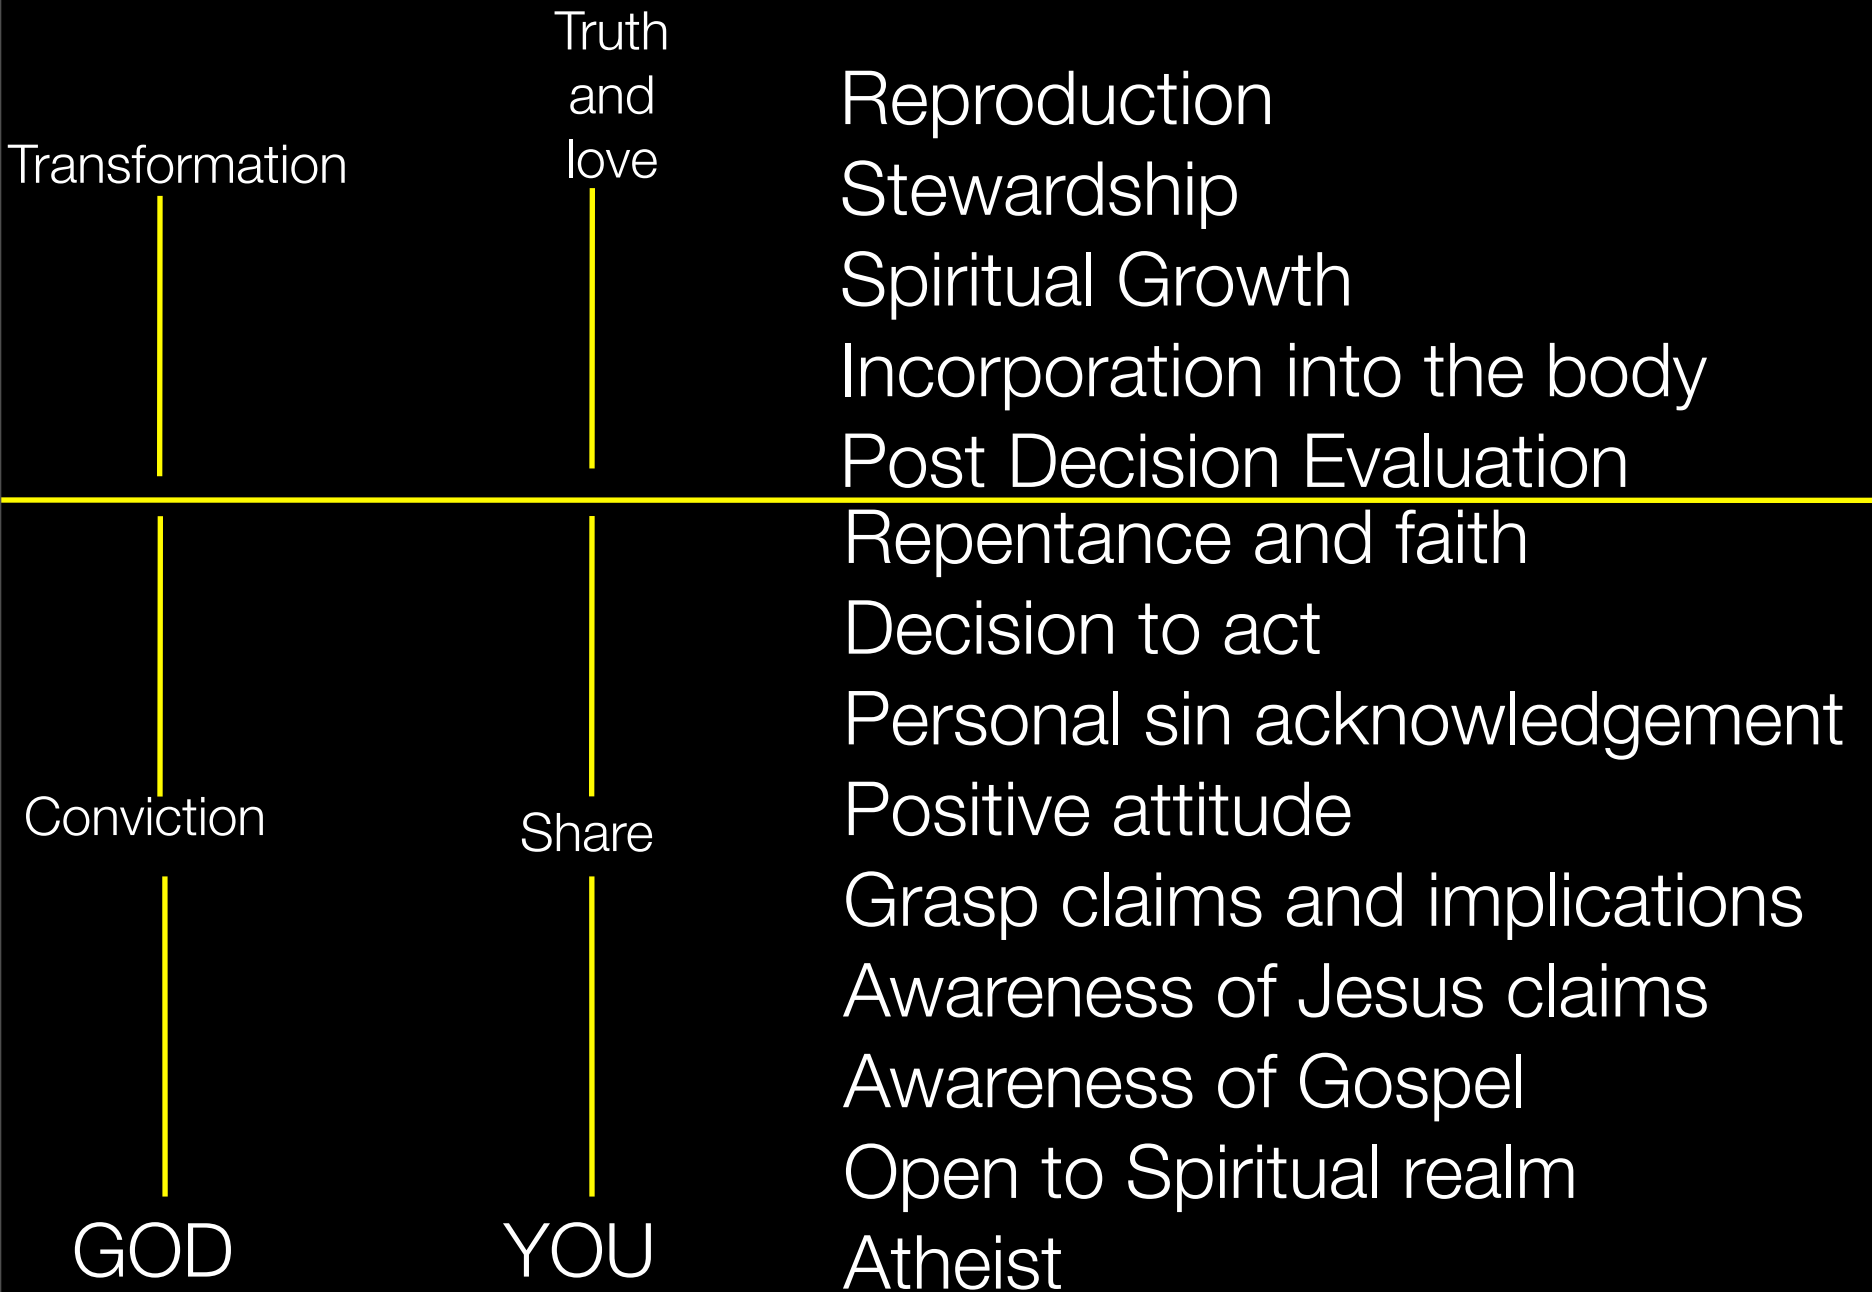 Transformation
Truth
and
love
Conviction
Share
GOD
YOU
Reproduction
Stewardship
Spiritual Growth
Incorporation into the body
Post Decision Evaluation
Repentance and faith
Decision to act
Personal sin acknowledgement
Positive attitude
Grasp claims and implications
Awareness of Jesus claims
Awareness of Gospel
Open to Spiritual realm
Atheist